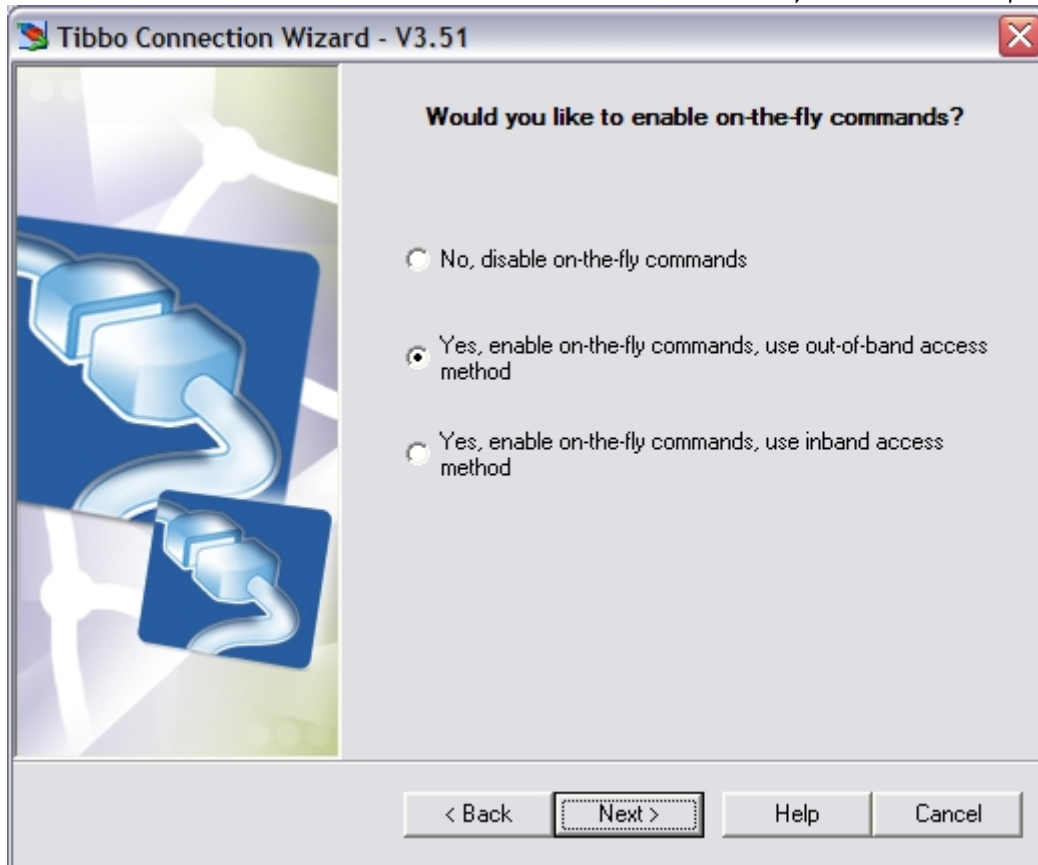 Tibbo Connection Wizard - V3.51
Would you like to enable on-the-fly commands?
No, disable on-the-fly commands
Yes, enable on-the-fly commands, use out-of-band access
method
Yes, enable on-the-fly commands, use inband access
method
< Back Next > Help Cancel